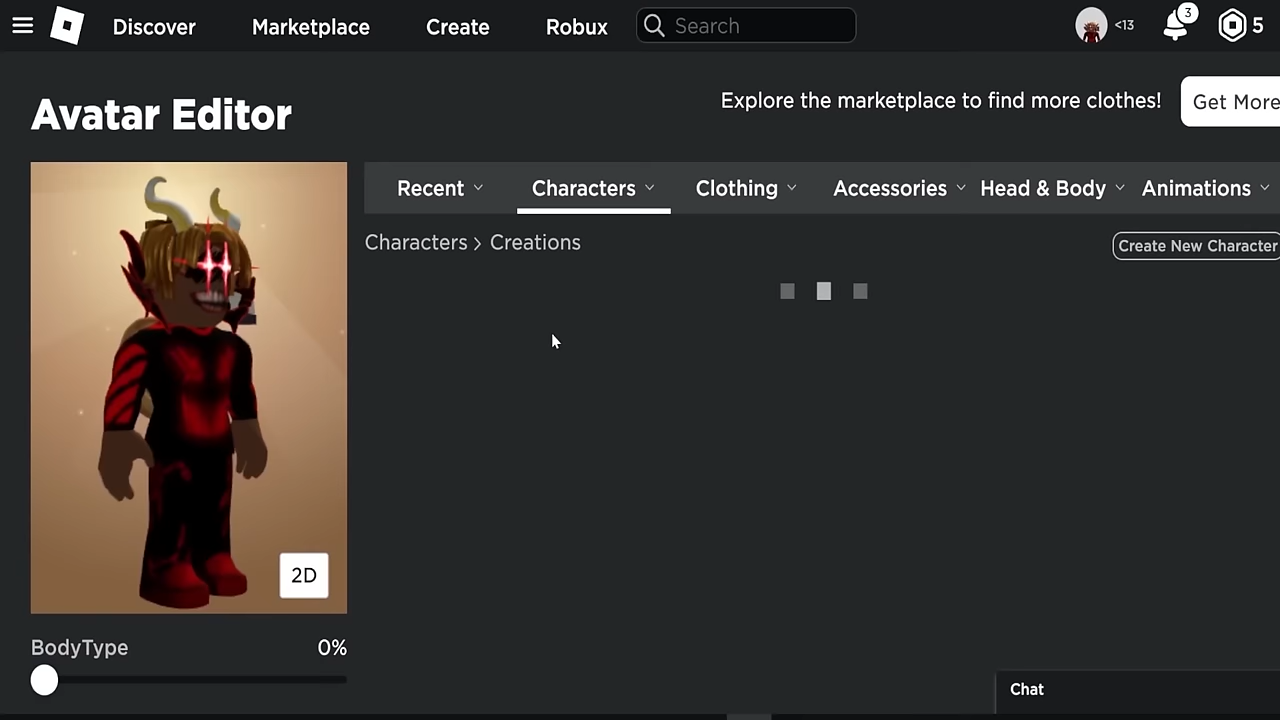 Discover Marketplace Create Robux Search <13 3 5
Avatar Editor
Explore the marketplace to find more clothes! Get More
Recent Characters Clothing Accessories Head & Body Animations
Characters > Creations
Create New Character
2D
BodyType 0%
Chat